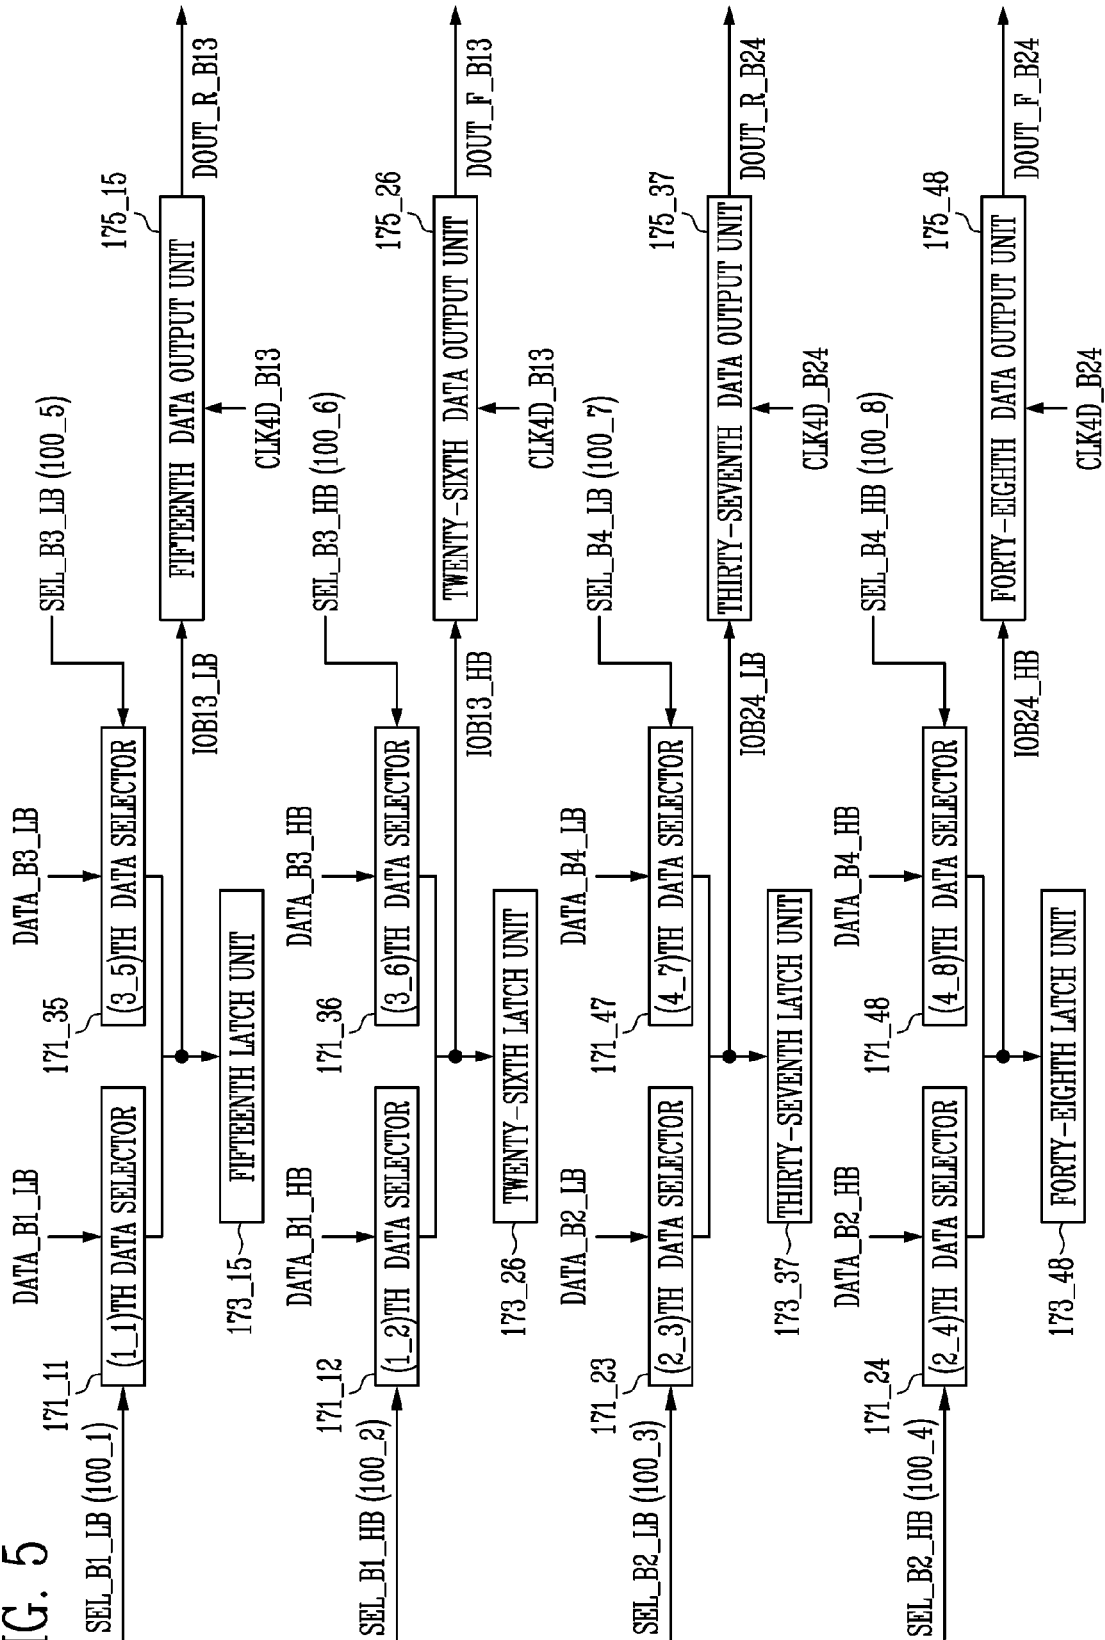 IG. 5
SEL_B1_LB (100_1)
171_11
(1_1)TH DATA SELECTOR
DATA_B1_LB
173_15
FIFTEENTH LATCH UNIT
171_35
(3_5)TH DATA SELECTOR
DATA_B3_LB
SEL_B3_LB (100_5)
IOB13_LB
175_15
FIFTEENTH DATA OUTPUT UNIT
CLK4D_B13
DOUT_R_B13
SEL_B1_HB (100_2)
171_12
(1_2)TH DATA SELECTOR
DATA_B1_HB
173_26
TWENTY-SIXTH LATCH UNIT
171_36
(3_6)TH DATA SELECTOR
DATA_B3_HB
SEL_B3_HB (100_6)
IOB13_HB
175_26
TWENTY-SIXTH DATA OUTPUT UNIT
CLK4D_B13
DOUT_F_B13
SEL_B2_LB (100_3)
171_23
(2_3)TH DATA SELECTOR
DATA_B2_LB
173_37
THIRTY-SEVENTH LATCH UNIT
171_47
(4_7)TH DATA SELECTOR
DATA_B4_LB
SEL_B4_LB (100_7)
IOB24_LB
175_37
THIRTY-SEVENTH DATA OUTPUT UNIT
CLK4D_B24
DOUT_R_B24
SEL_B2_HB (100_4)
171_24
(2_4)TH DATA SELECTOR
DATA_B2_HB
173_48
FORTY-EIGHTH LATCH UNIT
171_48
(4_8)TH DATA SELECTOR
DATA_B4_HB
SEL_B4_HB (100_8)
IOB24_HB
175_48
FORTY-EIGHTH DATA OUTPUT UNIT
CLK4D_B24
DOUT_F_B24